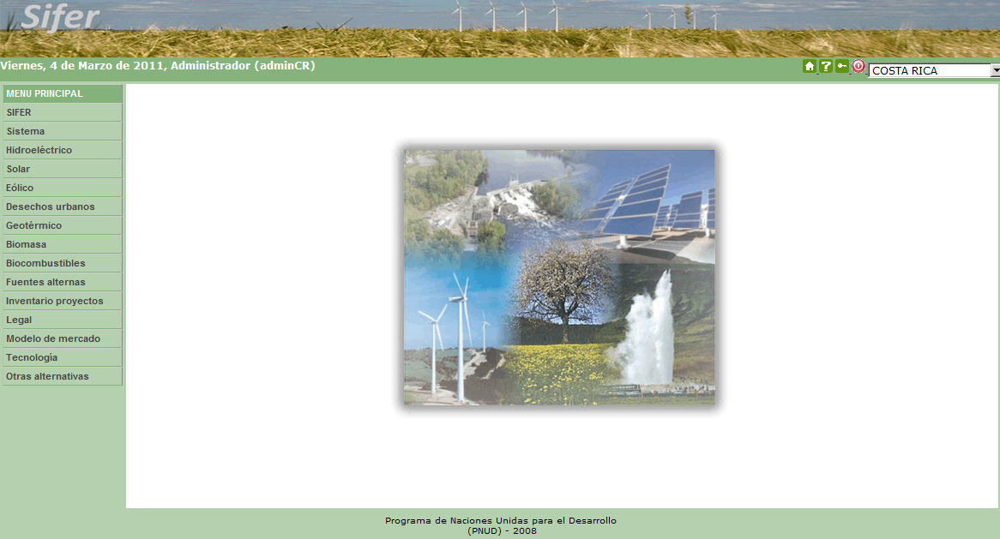 Sifer
Viernes, 4 de Marzo de 2011, Administrador (adminCR)
?
COSTA RICA
MENU PRINCIPAL
SIFER
Sistema
Hidroeléctrico
Solar
Eólico
Desechos urbanos
Geotérmico
Biomasa
Biocombustibles
Fuentes alternas
Inventario proyectos
Legal
Modelo de mercado
Tecnología
Otras alternativas
Programa de Naciones Unidas para el Desarrollo
(PNUD) - 2008